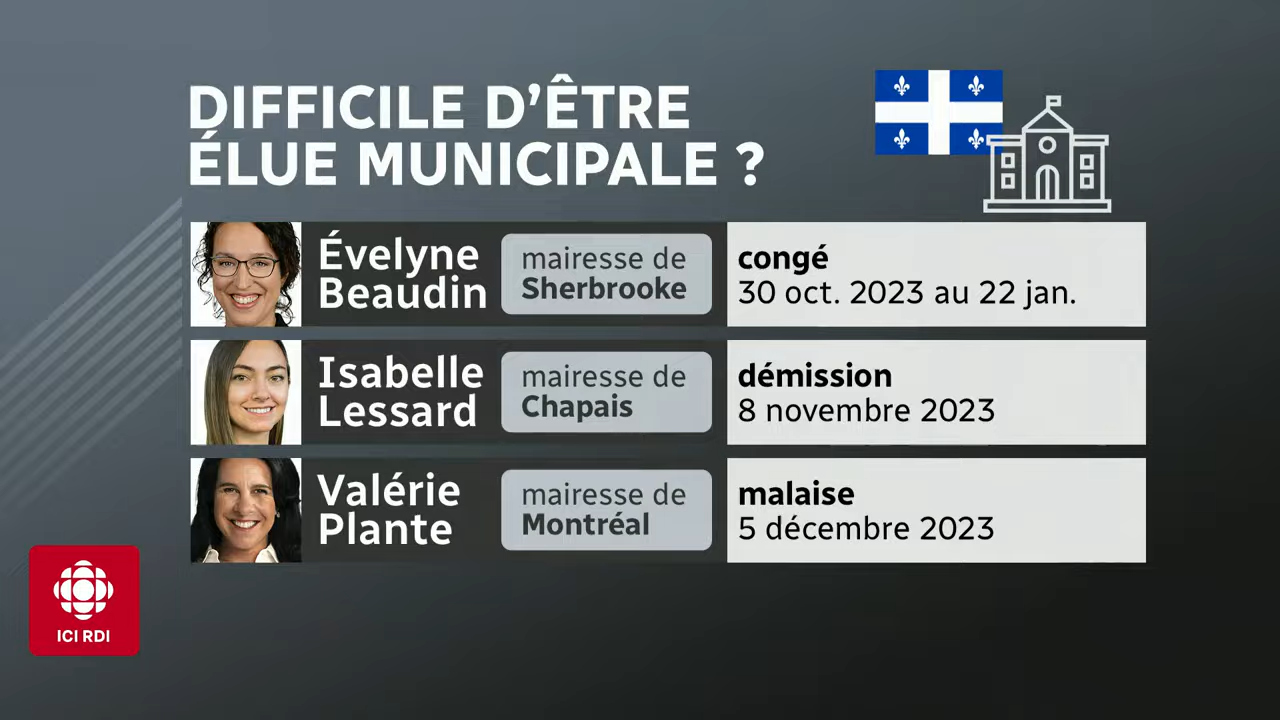 DIFFICILE D'ÊTRE
ÉLUE MUNICIPALE ?
Évelyne
Beaudin
mairesse de
Sherbrooke
congé
30 oct. 2023 au 22 jan.
Isabelle
Lessard
mairesse de
Chapais
démission
8 novembre 2023
Valérie
Plante
mairesse de
Montréal
malaise
5 décembre 2023
ICI RDI